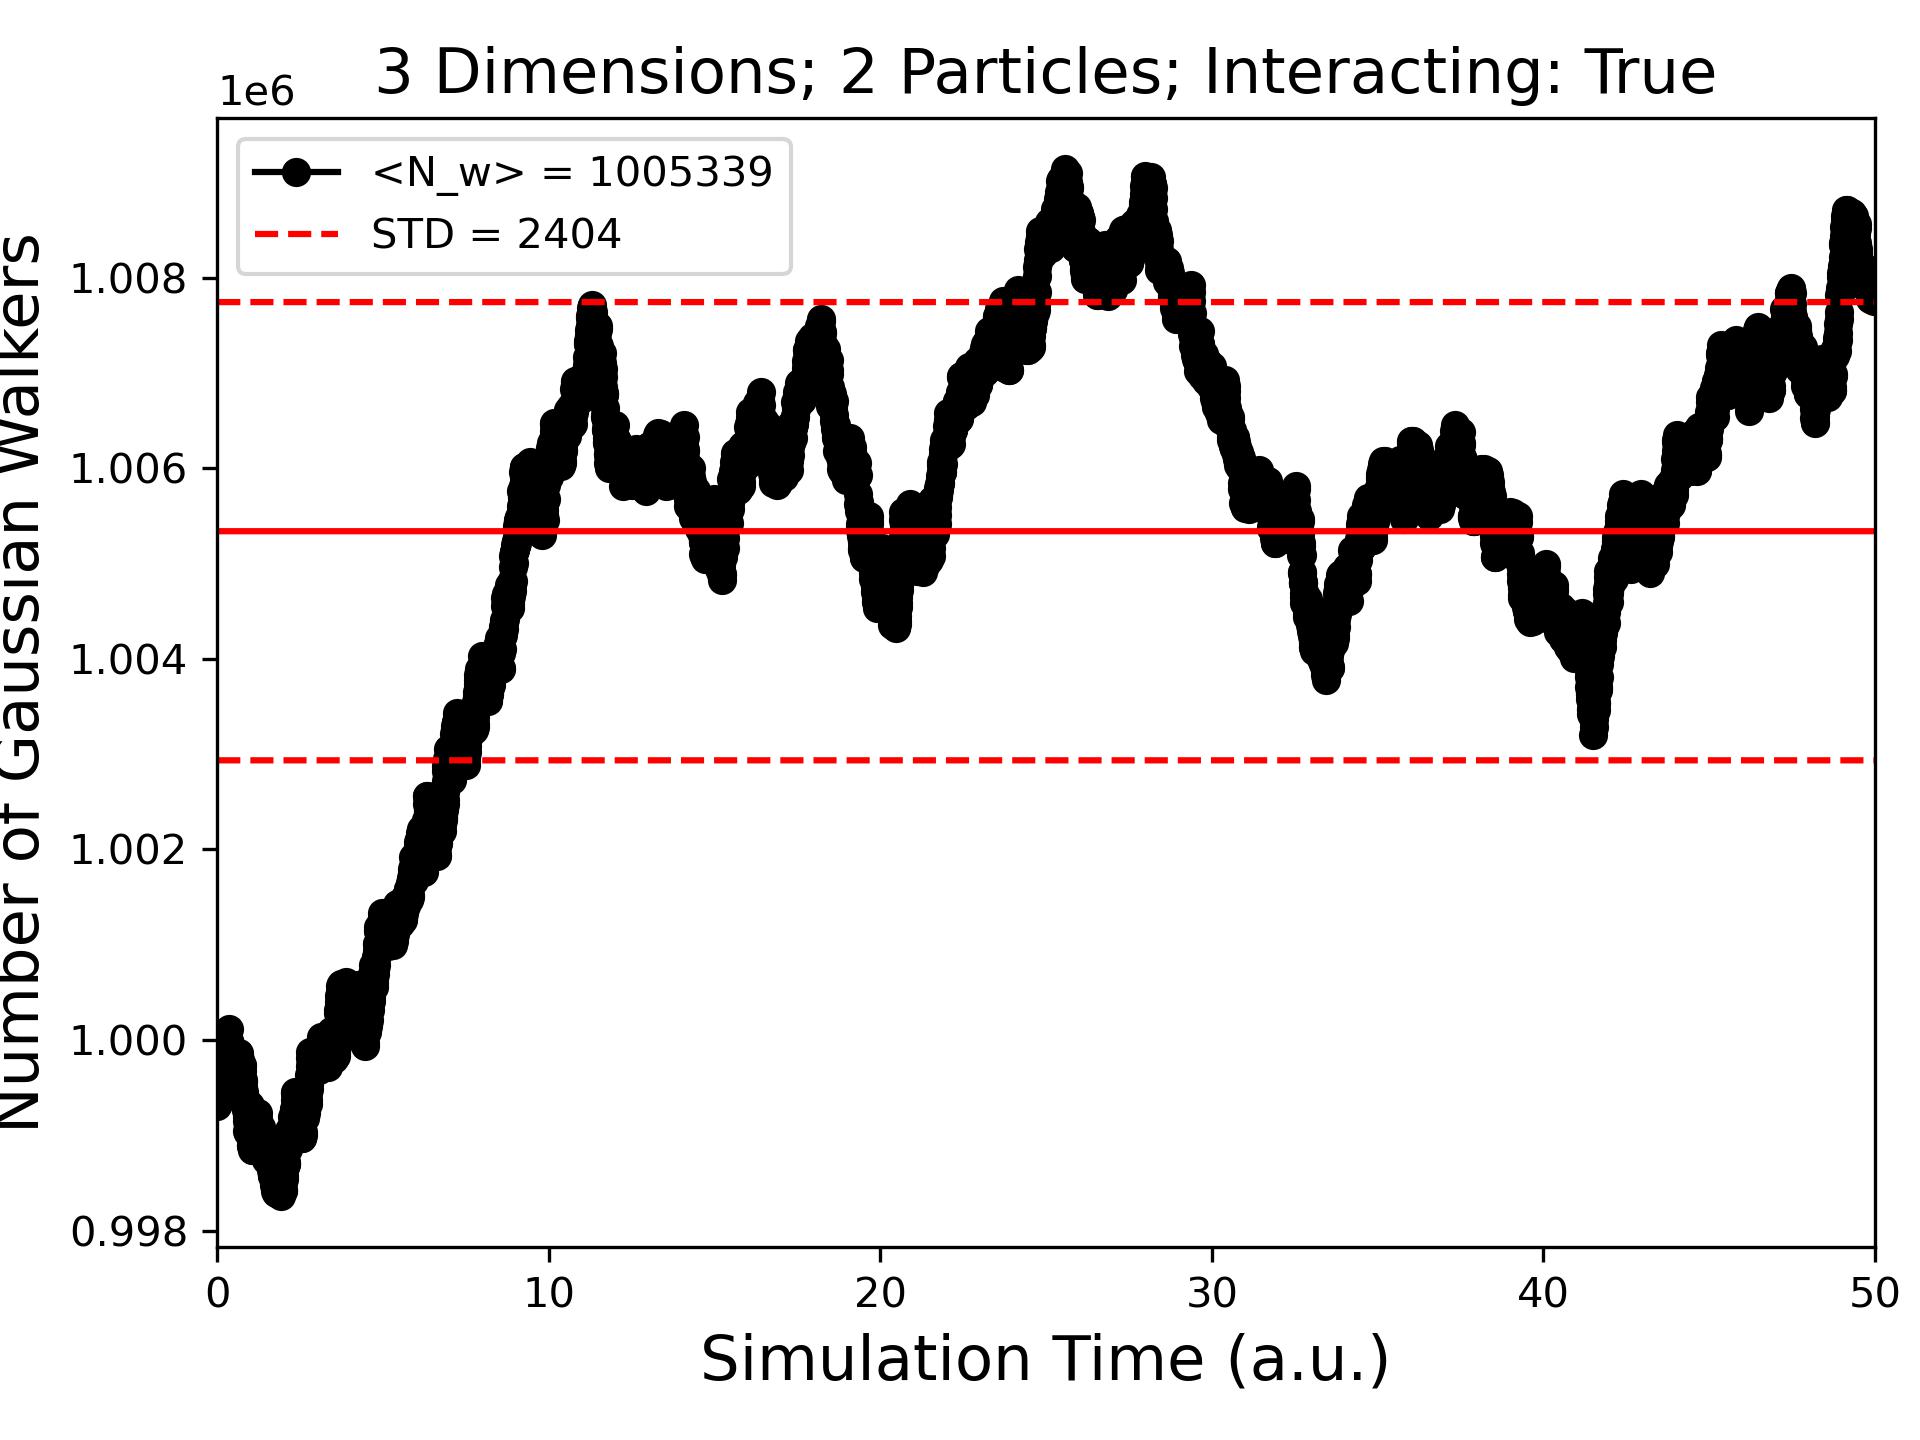 3 Dimensions; 2 Particles; Interacting: True
1e6
<N_w> = 1005339
STD = 2404
Number of Gaussian Walkers
1.008
1.006
1.004
1.002
1.000
0.998
0 10 20 30 40 50
Simulation Time (a.u.)